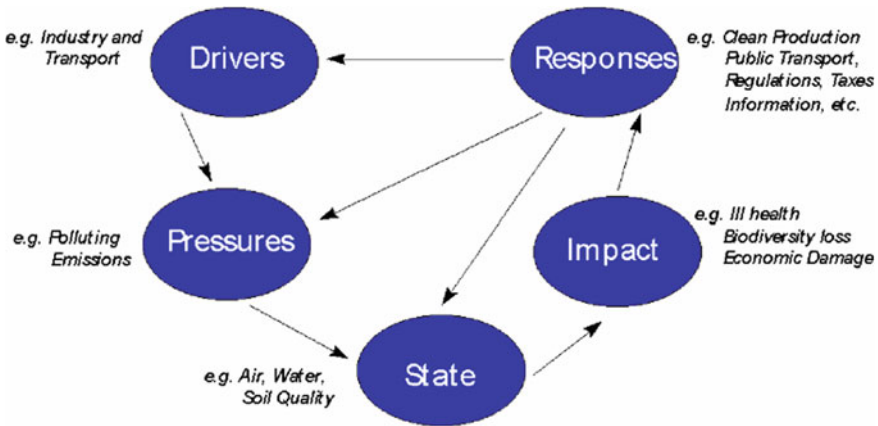 e.g. Industry and
Transport
Drivers
Responses
e.g. Clean Production
Public Transport,
Regulations, Taxes
Information, etc.
e.g. Polluting
Emissions
Pressures
Impact
e.g. Ill health
Biodiversity loss
Economic Damage
e.g. Air, Water,
Soil Quality
State